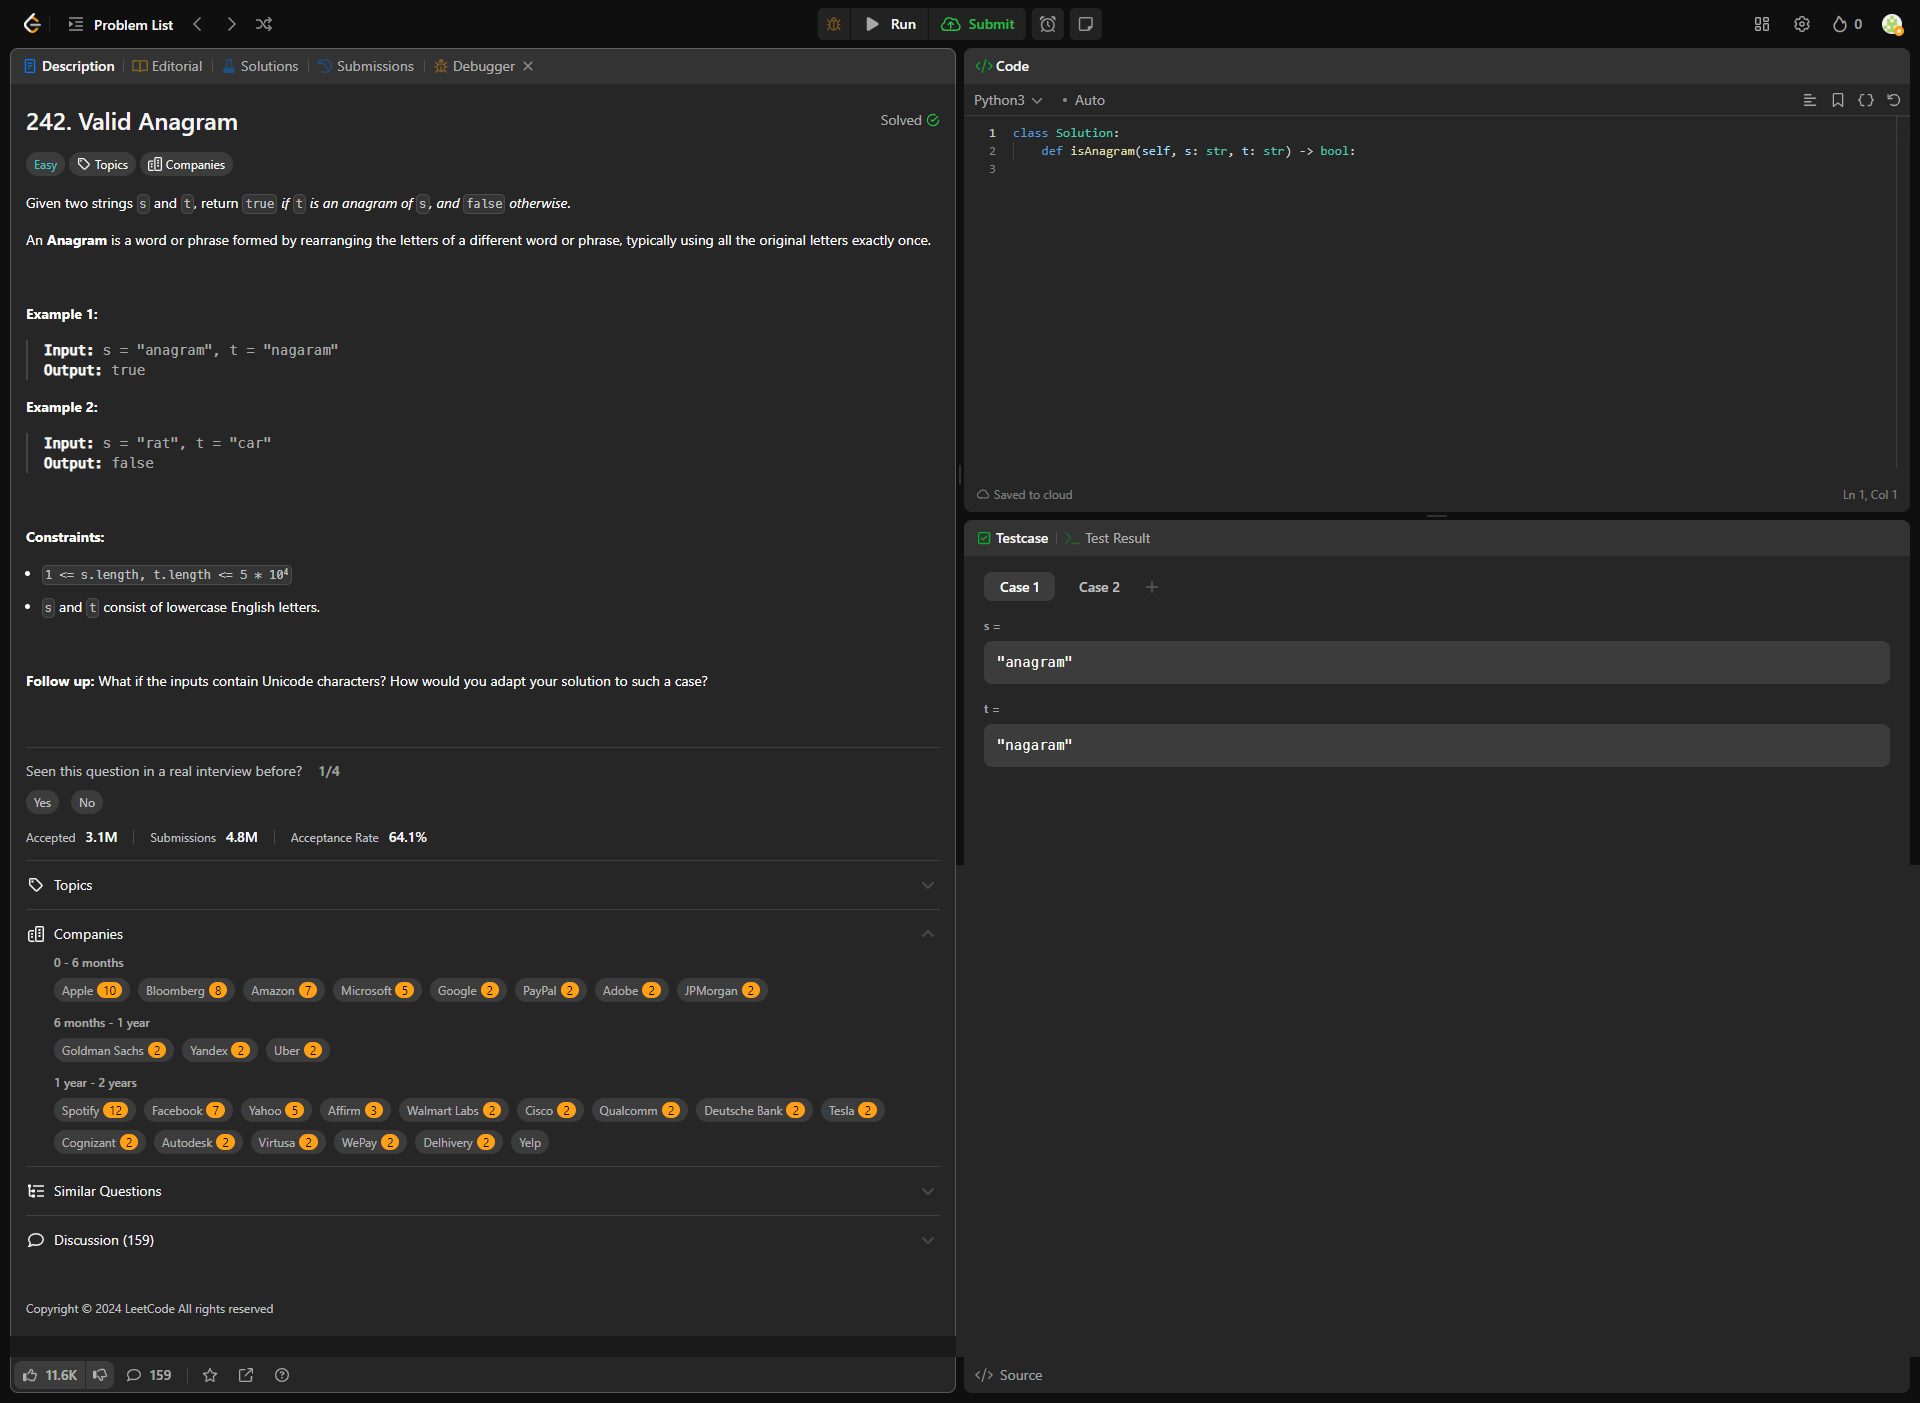 Problem List
Run
Submit
0
Description
Editorial
Solutions
Submissions
Debugger
242. Valid Anagram
Solved
Easy
Topics
Companies
Given two strings s and t, return true if t is an anagram of s, and false otherwise.
An Anagram is a word or phrase formed by rearranging the letters of a different word or phrase, typically using all the original letters exactly once.
Example 1:
Input: s = "anagram", t = "nagaram"
Output: true
Example 2:
Input: s = "rat", t = "car"
Output: false
Constraints:
1 <= s.length, t.length <= 5 * 10⁴
s and t consist of lowercase English letters.
Follow up: What if the inputs contain Unicode characters? How would you adapt your solution to such a case?
Seen this question in a real interview before? 1/4
Yes No
Accepted 3.1M Submissions 4.8M Acceptance Rate 64.1%
Topics
Companies
0 - 6 months
Apple 10 Bloomberg 8 Amazon 7 Microsoft 5 Google 2 PayPal 2 Adobe 2 JPMorgan 2
6 months - 1 year
Goldman Sachs 2 Yandex 2 Uber 2
1 year - 2 years
Spotify 12 Facebook 7 Yahoo 5 Affirm 3 Walmart Labs 2 Cisco 2 Qualcomm 2 Deutsche Bank 2 Tesla 2
Cognizant 2 Autodesk 2 Virtusa 2 WePay 2 Delhivery 2 Yelp
Similar Questions
Discussion (159)
Copyright © 2024 LeetCode All rights reserved
11.6K
159
</> Code
Python3 • Auto
1 class Solution:
2 def isAnagram(self, s: str, t: str) -> bool:
3
Saved to cloud
Ln 1, Col 1
Testcase
>_ Test Result
Case 1 Case 2 +
s =
"anagram"
t =
"nagaram"
</> Source